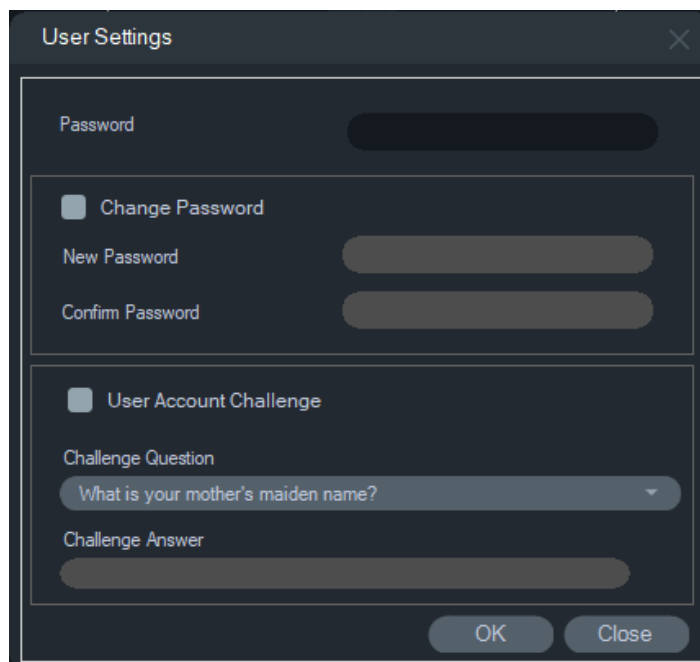 User Settings
Password
Change Password
New Password
Confirm Password
User Account Challenge
Challenge Question
What is your mother's maiden name?
Challenge Answer
OK
Close